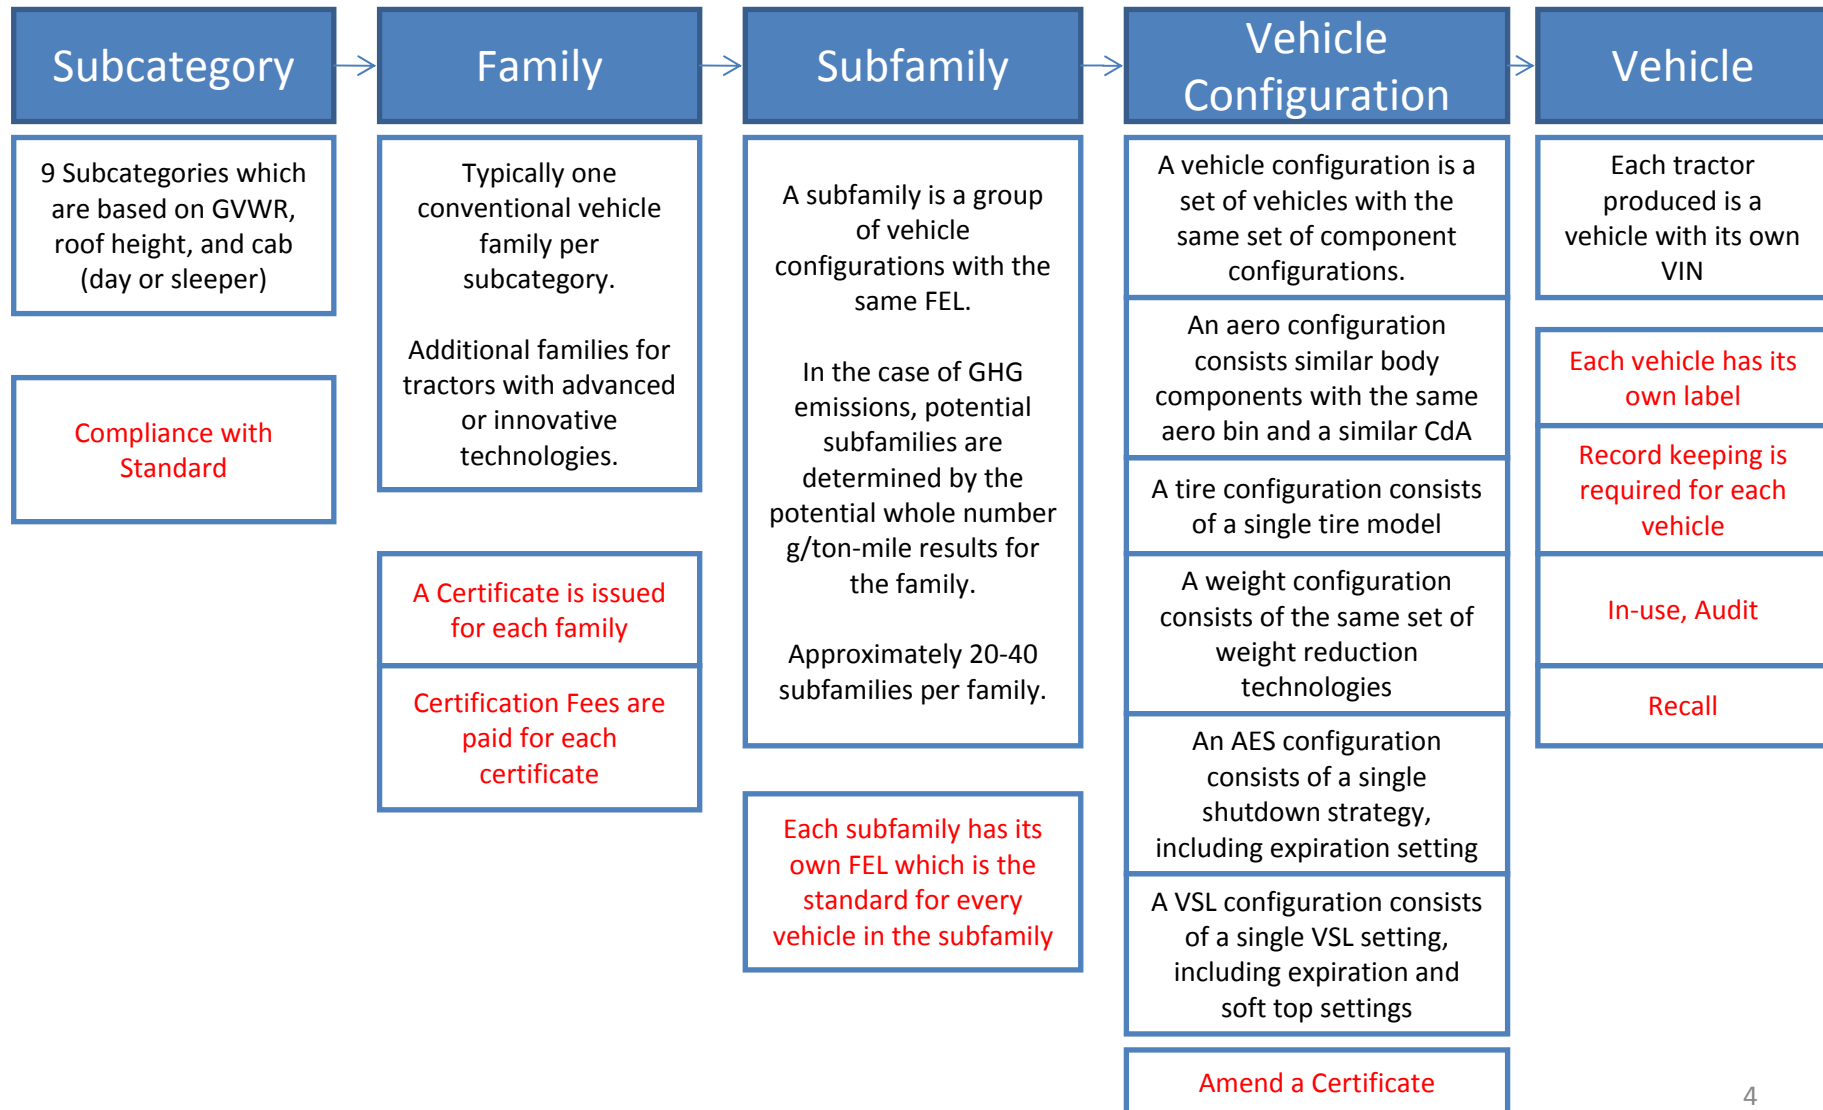 Subcategory
9 Subcategories which
are based on GVWR,
roof height, and cab
(day or sleeper)
Compliance with
Standard
Family
Typically one
conventional vehicle
family per
subcategory.
Additional families for
tractors with advanced
or innovative
technologies.
A Certificate is issued
for each family
Certification Fees are
paid for each
certificate
Subfamily
A subfamily is a group
of vehicle
configurations with the
same FEL.
In the case of GHG
emissions, potential
subfamilies are
determined by the
potential whole number
g/ton-mile results for
the family.
Approximately 20-40
subfamilies per family.
Each subfamily has its
own FEL which is the
standard for every
vehicle in the subfamily
Vehicle
Configuration
A vehicle configuration is a
set of vehicles with the
same set of component
configurations.
An aero configuration
consists similar body
components with the same
aero bin and a similar CdA
A tire configuration consists
of a single tire model
A weight configuration
consists of the same set of
weight reduction
technologies
An AES configuration
consists of a single
shutdown strategy,
including expiration setting
A VSL configuration consists
of a single VSL setting,
including expiration and
soft top settings
Amend a Certificate
Vehicle
Each tractor
produced is a
vehicle with its own
VIN
Each vehicle has its
own label
Record keeping is
required for each
vehicle
In-use, Audit
Recall
4